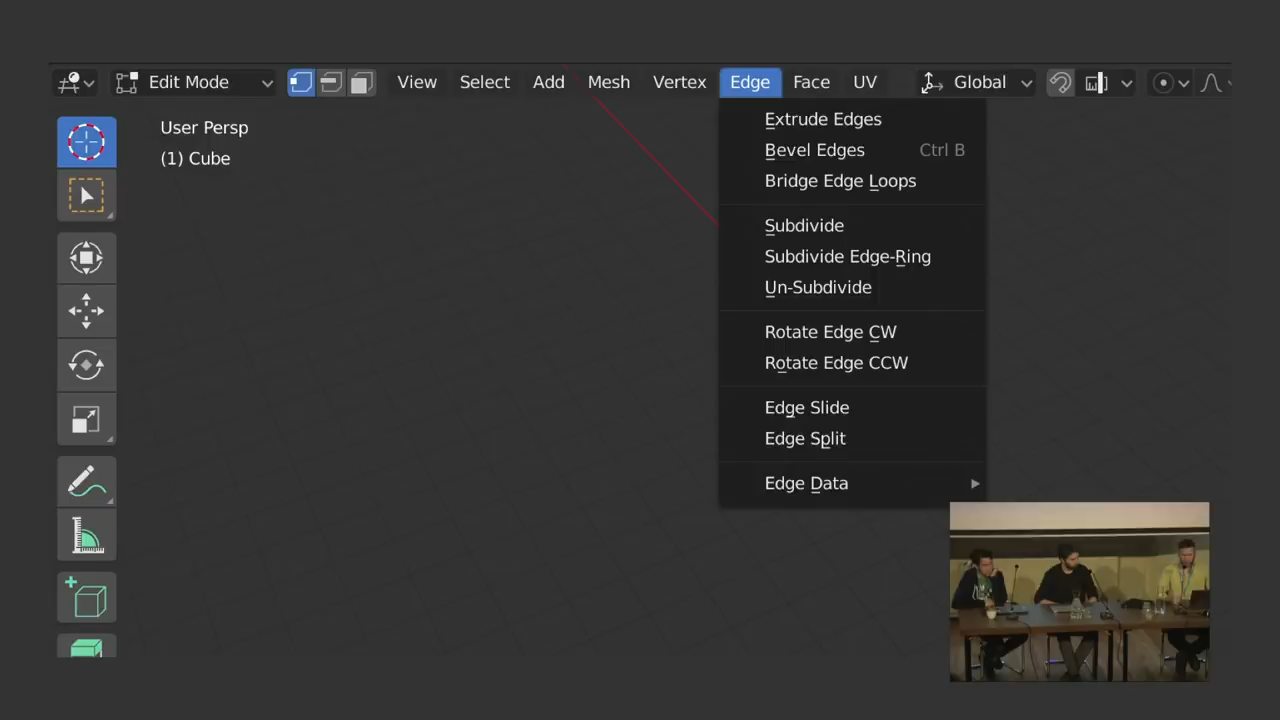 Edit Mode View Select Add Mesh Vertex Edge Face UV Global
User Persp
(1) Cube
Extrude Edges
Bevel Edges Ctrl B
Bridge Edge Loops
Subdivide
Subdivide Edge-Ring
Un-Subdivide
Rotate Edge CW
Rotate Edge CCW
Edge Slide
Edge Split
Edge Data